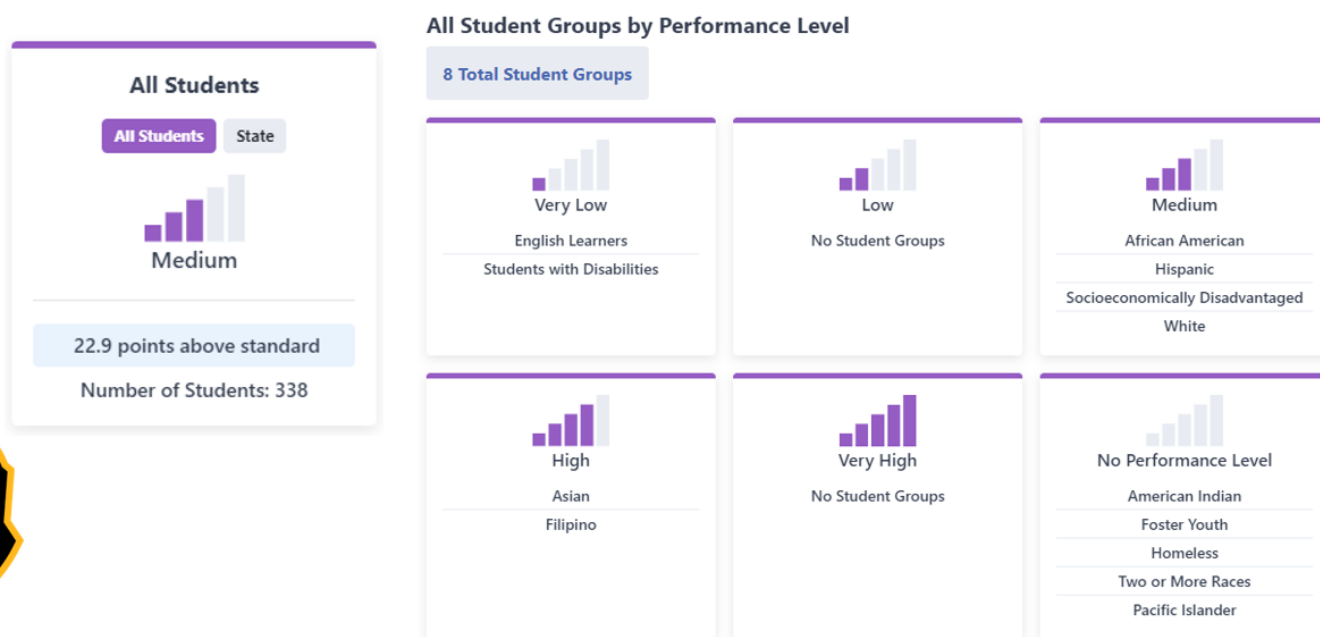 All Students
All Students
State
Medium
22.9 points above standard
Number of Students: 338
All Student Groups by Performance Level
8 Total Student Groups
Very Low
English Learners
Students with Disabilities
Low
No Student Groups
Medium
African American
Hispanic
Socioeconomically Disadvantaged
White
High
Asian
Filipino
Very High
No Student Groups
No Performance Level
American Indian
Foster Youth
Homeless
Two or More Races
Pacific Islander